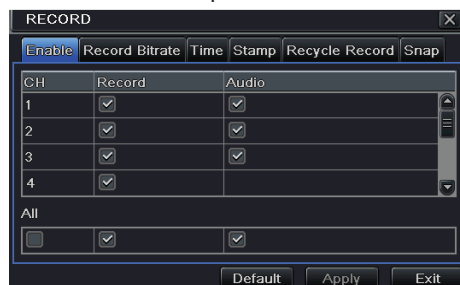 RECORD
Enable Record Bitrate Time Stamp Recycle Record Snap
CH Record Audio
1
2
3
4
All
Default Apply Exit